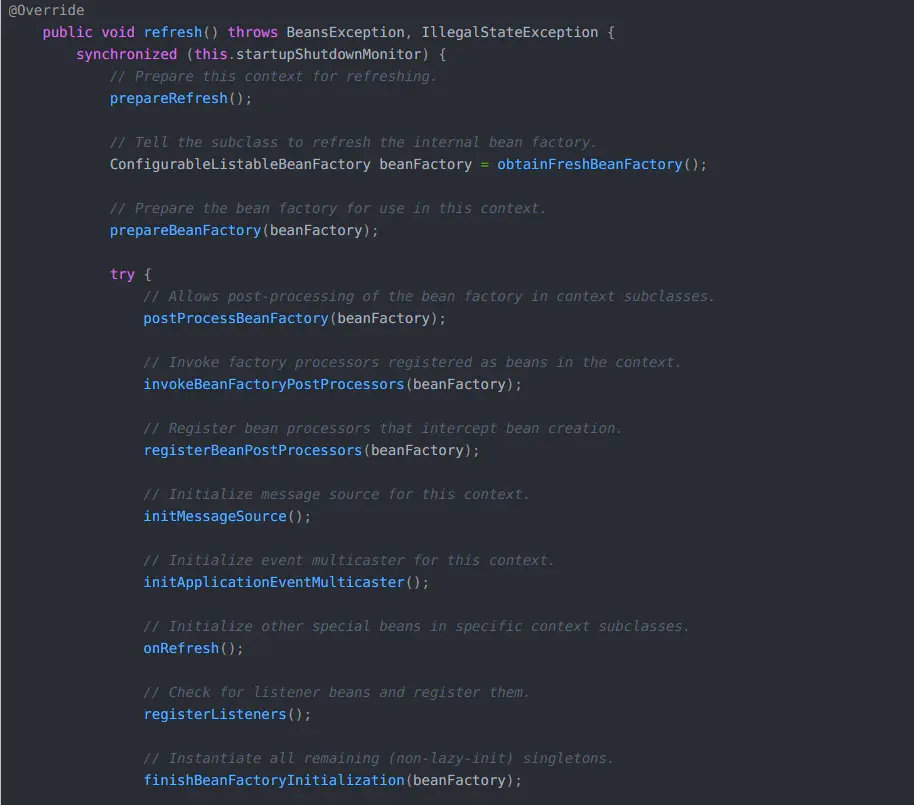 @Override
    public void refresh() throws BeansException, IllegalStateException {
        synchronized (this.startupShutdownMonitor) {
            // Prepare this context for refreshing.
            prepareRefresh();

            // Tell the subclass to refresh the internal bean factory.
            ConfigurableListableBeanFactory beanFactory = obtainFreshBeanFactory();

            // Prepare the bean factory for use in this context.
            prepareBeanFactory(beanFactory);

            try {
                // Allows post-processing of the bean factory in context subclasses.
                postProcessBeanFactory(beanFactory);

                // Invoke factory processors registered as beans in the context.
                invokeBeanFactoryPostProcessors(beanFactory);

                // Register bean processors that intercept bean creation.
                registerBeanPostProcessors(beanFactory);

                // Initialize message source for this context.
                initMessageSource();

                // Initialize event multicaster for this context.
                initApplicationEventMulticaster();

                // Initialize other special beans in specific context subclasses.
                onRefresh();

                // Check for listener beans and register them.
                registerListeners();

                // Instantiate all remaining (non-lazy-init) singletons.
                finishBeanFactoryInitialization(beanFactory);